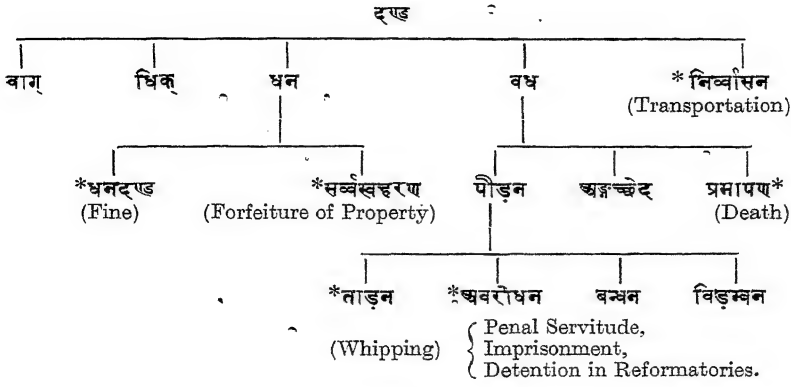 दण्ड
वाग् धिक् धन वध *निर्व्वासन
(Transportation)
*धनदण्ड *सर्व्वस्वहरण पीड़न अङ्गच्छेद प्रमापण*
(Fine) (Forfeiture of Property) (Death)
*ताड़न *अवरोधन बन्धन विड़म्बन
(Whipping) { Penal Servitude,
Imprisonment,
Detention in Reformatories.